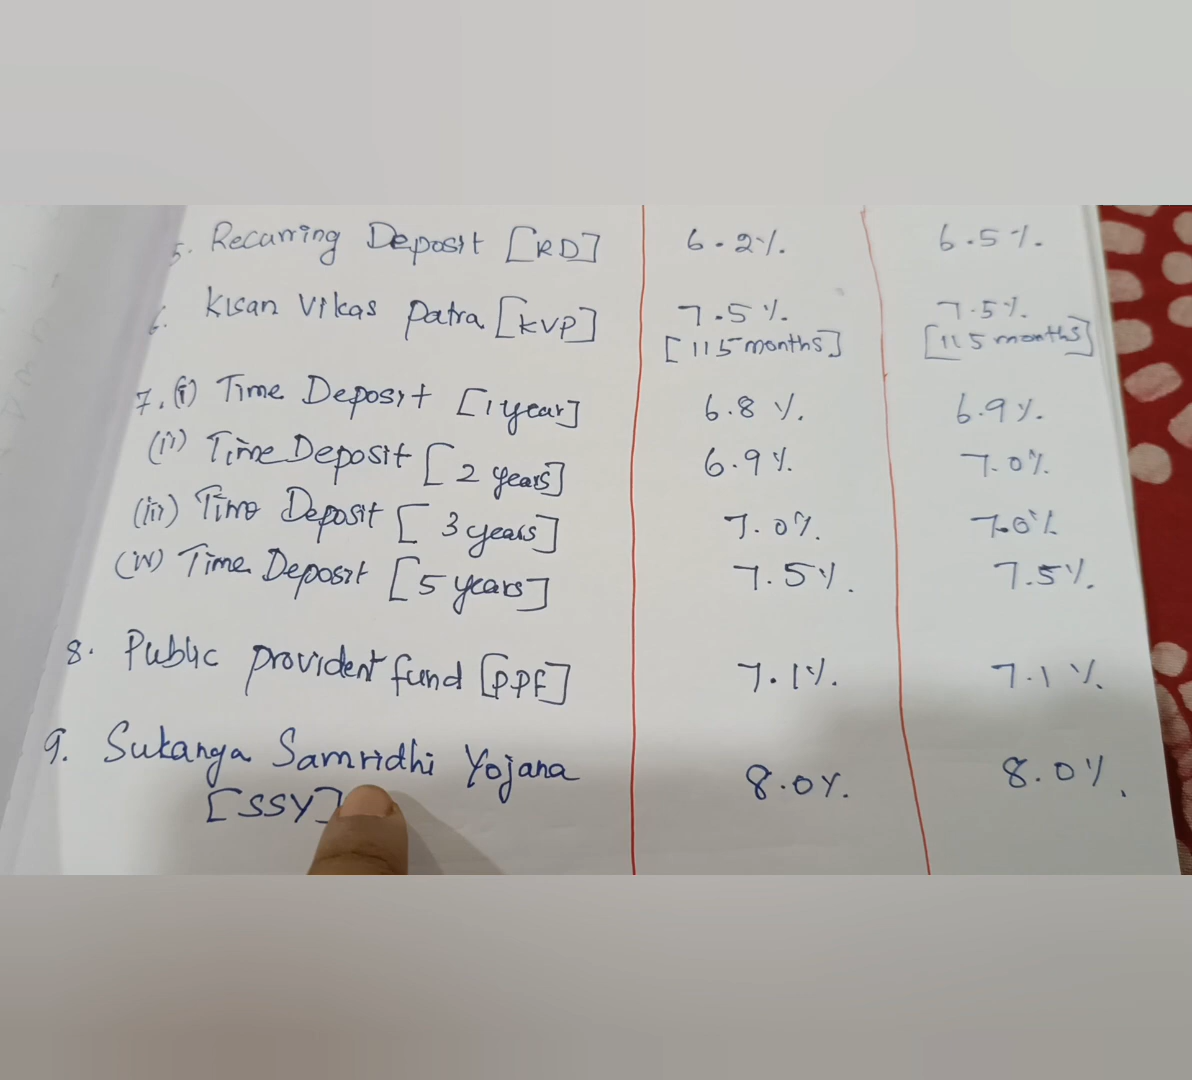 5. Recurring Deposit [RD] 6.2% 6.5%
6. Kisan Vikas Patra [KVP] 7.5% 7.5%
[115 months] [115 months]
7. (i) Time Deposit [1 year] 6.8% 6.9%
(ii) Time Deposit [2 years] 6.9% 7.0%
(iii) Time Deposit [3 years] 7.0% 7.0%
(iv) Time Deposit [5 years] 7.5% 7.5%
8. Public provident fund [PPF] 7.1% 7.1%
9. Sukanya Samridhi Yojana 8.0% 8.0%
[SSY]